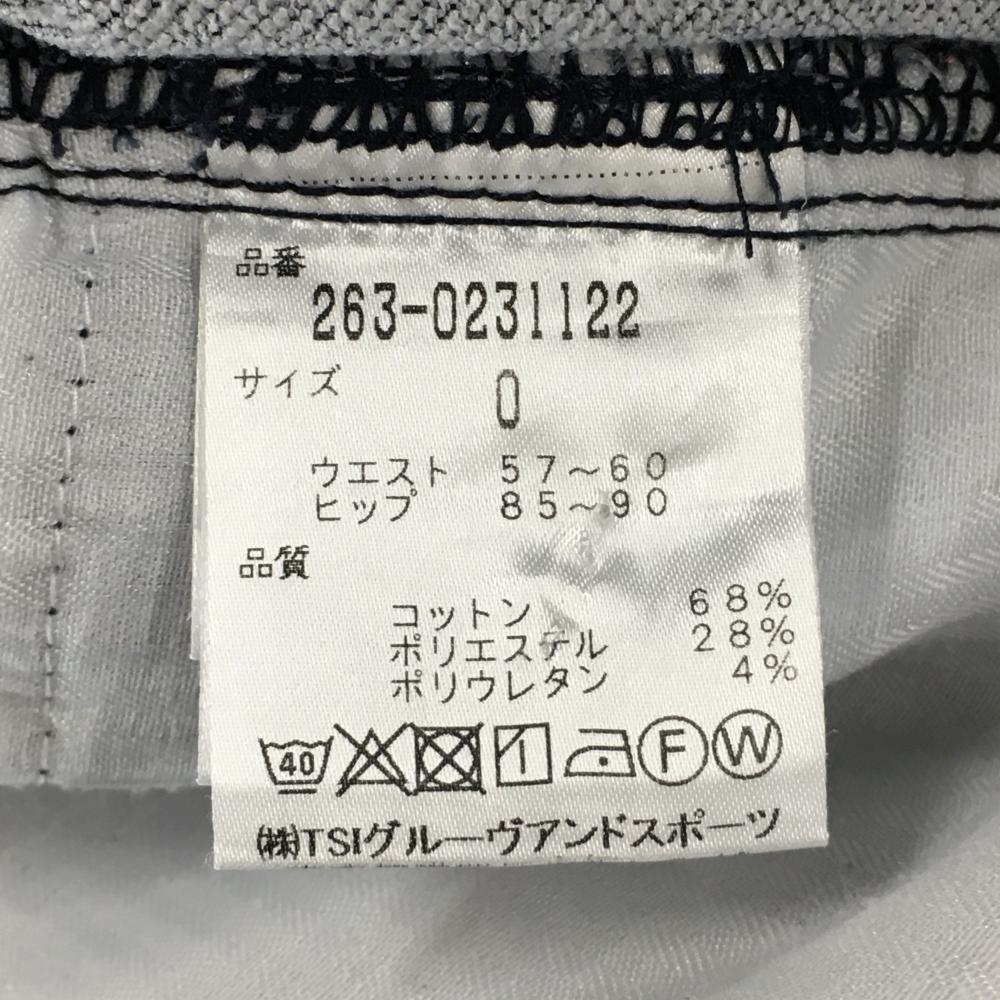 品番
263-0231122
サイズ 0
ウエスト 57～60
ヒップ 85～90
品質
コットン 68%
ポリエステル 28%
ポリウレタン 4%
40 F W
㈱TSIグルーヴアンドスポーツ